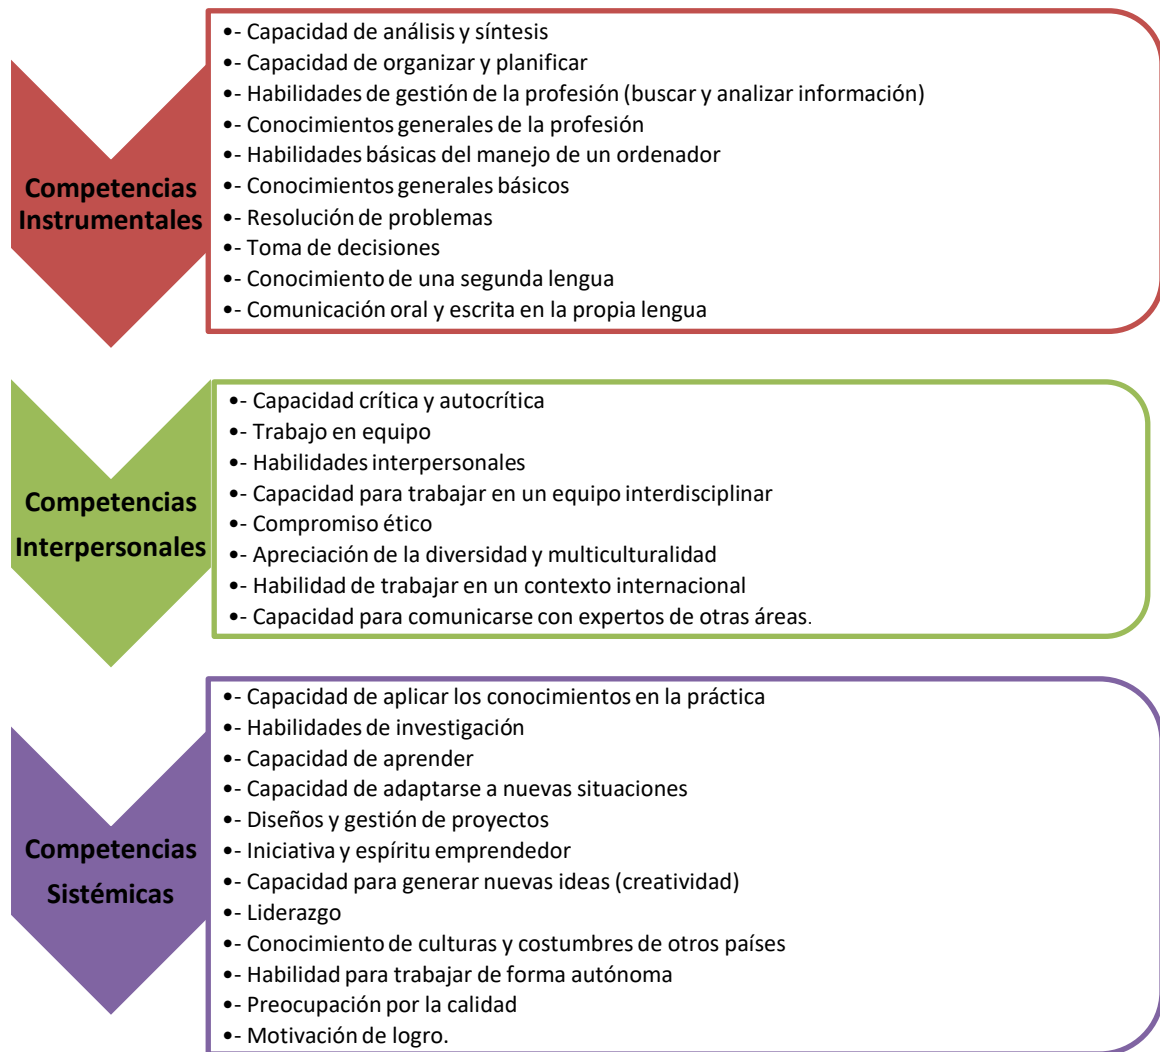 Competencias
Instrumentales
•- Capacidad de análisis y síntesis
•- Capacidad de organizar y planificar
•- Habilidades de gestión de la profesión (buscar y analizar información)
•- Conocimientos generales de la profesión
•- Habilidades básicas del manejo de un ordenador
•- Conocimientos generales básicos
•- Resolución de problemas
•- Toma de decisiones
•- Conocimiento de una segunda lengua
•- Comunicación oral y escrita en la propia lengua
Competencias
Interpersonales
•- Capacidad crítica y autocrítica
•- Trabajo en equipo
•- Habilidades interpersonales
•- Capacidad para trabajar en un equipo interdisciplinar
•- Compromiso ético
•- Apreciación de la diversidad y multiculturalidad
•- Habilidad de trabajar en un contexto internacional
•- Capacidad para comunicarse con expertos de otras áreas.
Competencias
Sistémicas
•- Capacidad de aplicar los conocimientos en la práctica
•- Habilidades de investigación
•- Capacidad de aprender
•- Capacidad de adaptarse a nuevas situaciones
•- Diseños y gestión de proyectos
•- Iniciativa y espíritu emprendedor
•- Capacidad para generar nuevas ideas (creatividad)
•- Liderazgo
•- Conocimiento de culturas y costumbres de otros países
•- Habilidad para trabajar de forma autónoma
•- Preocupación por la calidad
•- Motivación de logro.